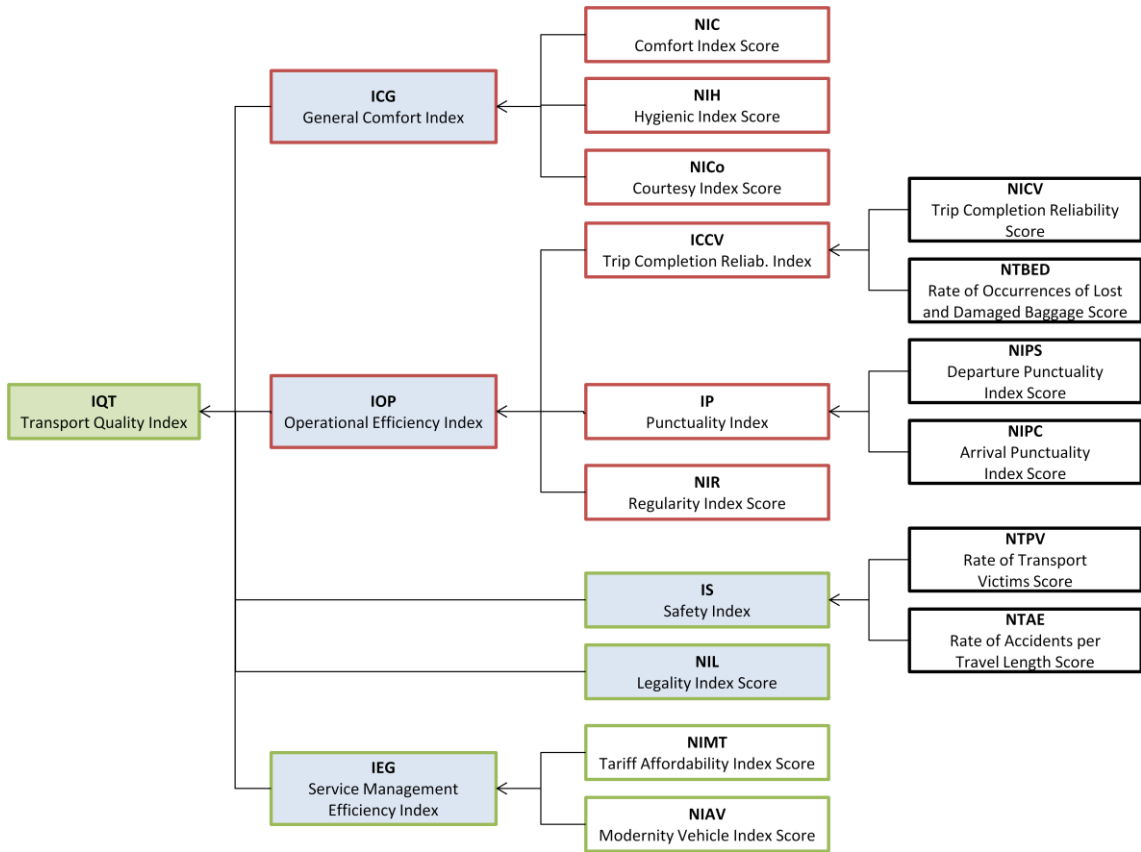 NIC
Comfort Index Score
ICG
General Comfort Index
NIH
Hygienic Index Score
NICo
Courtesy Index Score
NICV
Trip Completion Reliability
Score
ICCV
Trip Completion Reliab. Index
NTBED
Rate of Occurrences of Lost
and Damaged Baggage Score
NIPS
Departure Punctuality
Index Score
IQT
Transport Quality Index
IOP
Operational Efficiency Index
IP
Punctuality Index
NIPC
Arrival Punctuality
Index Score
NIR
Regularity Index Score
NTPV
Rate of Transport
Victims Score
IS
Safety Index
NTAE
Rate of Accidents per
Travel Length Score
NIL
Legality Index Score
NIMT
Tariff Affordability Index Score
IEG
Service Management
Efficiency Index
NIAV
Modernity Vehicle Index Score